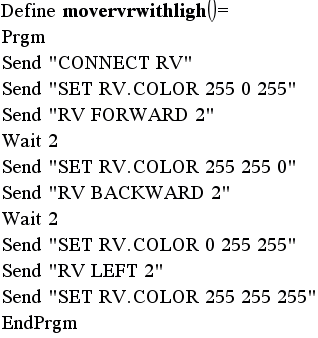 Define movervrwithligh()=
Prgm
Send "CONNECT RV"
Send "SET RV.COLOR 255 0 255"
Send "RV FORWARD 2"
Wait 2
Send "SET RV.COLOR 255 255 0"
Send "RV BACKWARD 2"
Wait 2
Send "SET RV.COLOR 0 255 255"
Send "RV LEFT 2"
Send "SET RV.COLOR 255 255 255"
EndPrgm